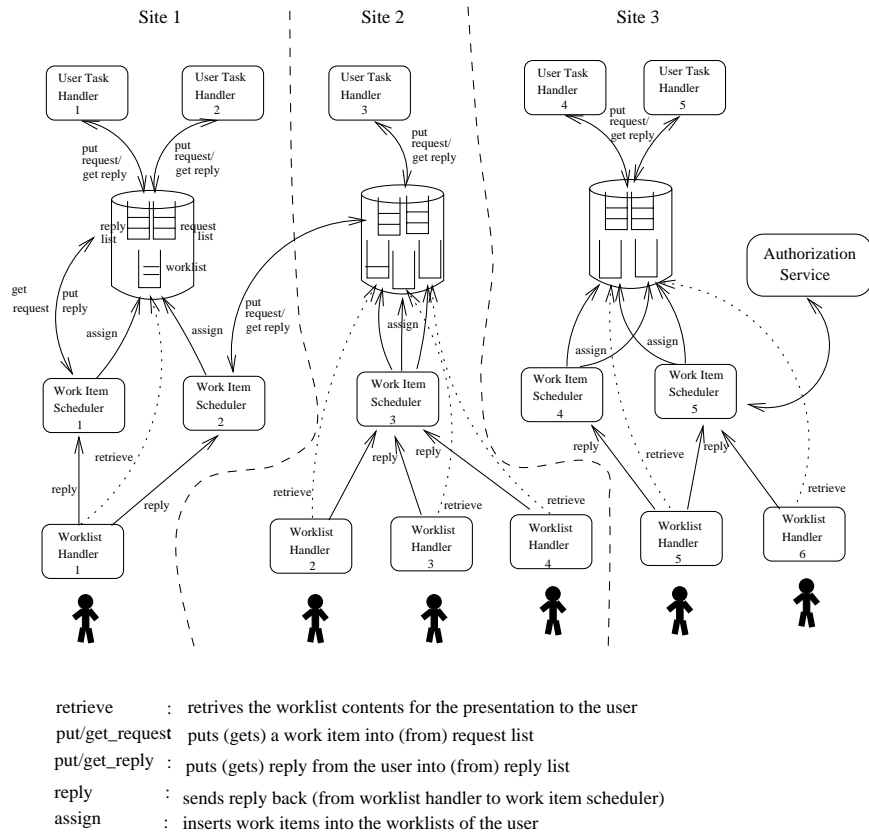 Site 1
Site 2
Site 3
User Task
Handler
1
User Task
Handler
2
User Task
Handler
3
User Task
Handler
4
User Task
Handler
5
put
request/
get reply
put
request/
get reply
put
request/
get reply
put
request/
get reply
reply
list
request
list
worklist
Authorization
Service
get
request
put
reply
put
request/
get reply
assign
assign
assign
assign
assign
Work Item
Scheduler
1
Work Item
Scheduler
2
Work Item
Scheduler
3
Work Item
Scheduler
4
Work Item
Scheduler
5
retrieve
reply
reply
reply
reply
retrieve
retrieve
retrieve
reply
reply
retrieve
retrieve
Worklist
Handler
1
Worklist
Handler
2
Worklist
Handler
3
Worklist
Handler
4
Worklist
Handler
5
Worklist
Handler
6
retrieve : retrives the worklist contents for the presentation to the user
put/get_request : puts (gets) a work item into (from) request list
put/get_reply : puts (gets) reply from the user into (from) reply list
reply : sends reply back (from worklist handler to work item scheduler)
assign : inserts work items into the worklists of the user